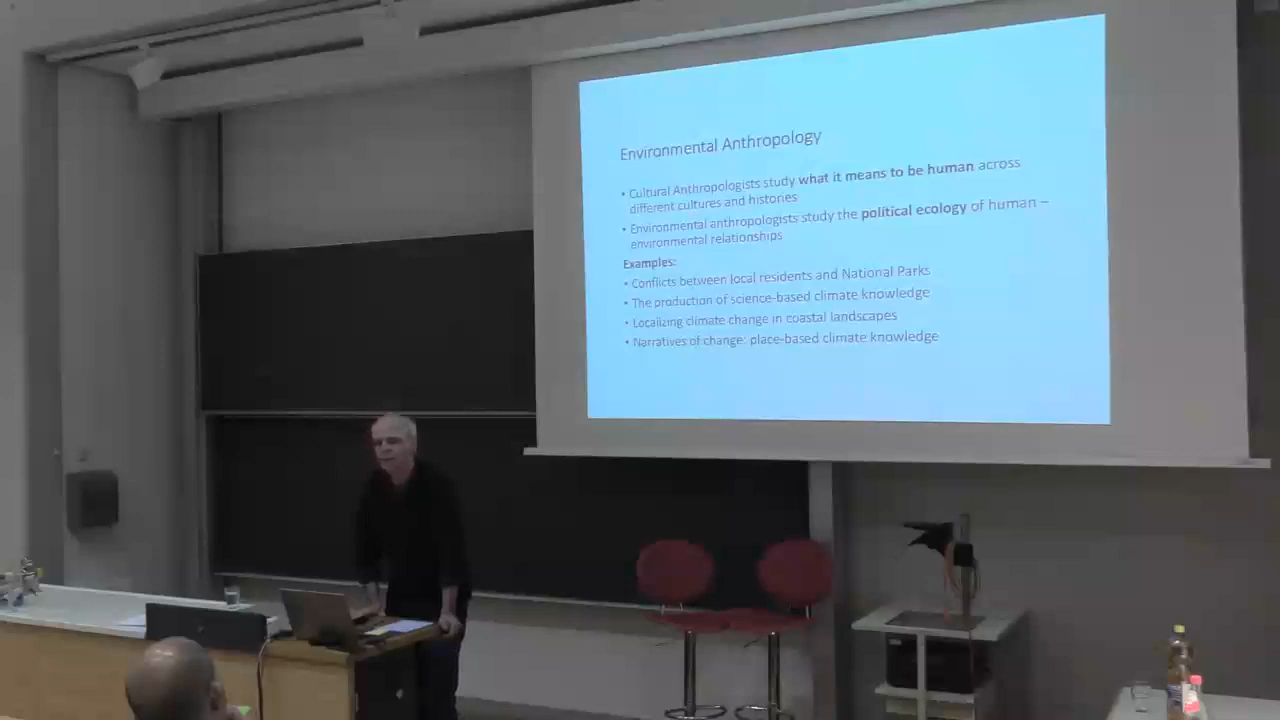 Environmental Anthropology
• Cultural Anthropologists study what it means to be human across
different cultures and histories
• Environmental anthropologists study the political ecology of human –
environmental relationships
Examples:
• Conflicts between local residents and National Parks
• The production of science-based climate knowledge
• Localizing climate change in coastal landscapes
• Narratives of change: place-based climate knowledge